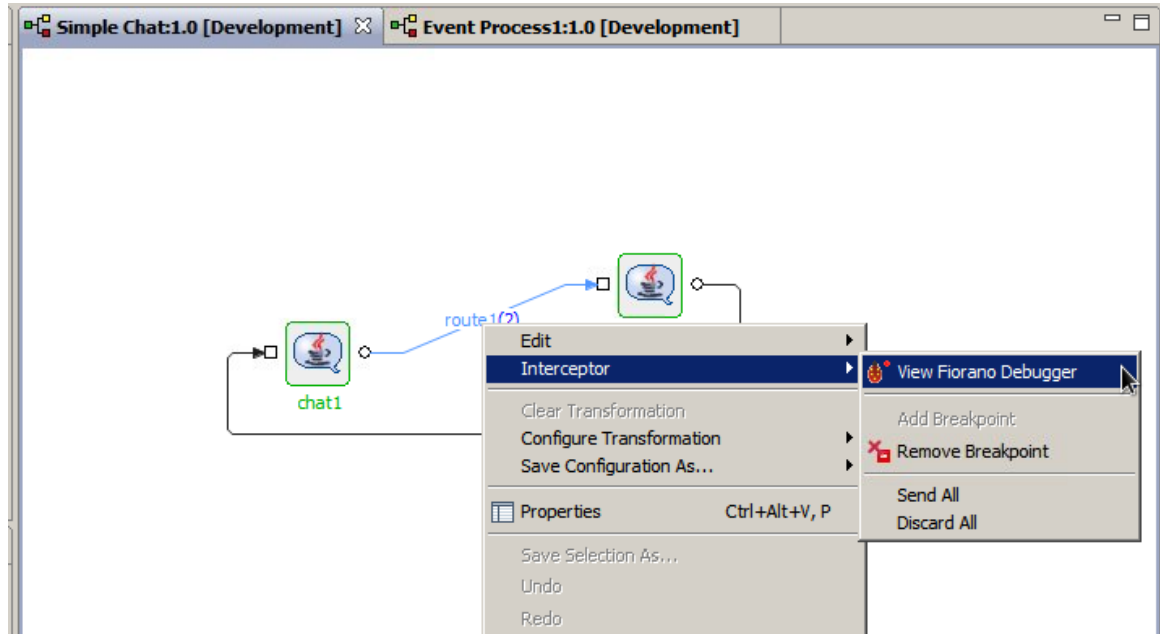 Simple Chat:1.0 [Development]
Event Process1:1.0 [Development]
route1(2)
chat1
Edit
Interceptor
Clear Transformation
Configure Transformation
Save Configuration As...
Properties Ctrl+Alt+V, P
Save Selection As...
Undo
Redo
View Fiorano Debugger
Add Breakpoint
Remove Breakpoint
Send All
Discard All